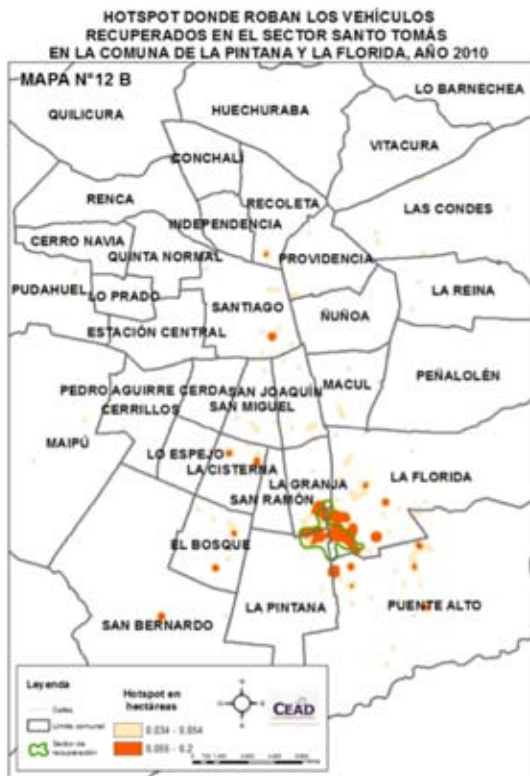 HOTSPOT DONDE ROBAN LOS VEHÍCULOS
RECUPERADOS EN EL SECTOR SANTO TOMÁS
EN LA COMUNA DE LA PINTANA Y LA FLORIDA, AÑO 2010
MAPA N°12 B
LO BARNECHEA
QUILICURA
HUECHURABA
VITACURA
CONCHALÍ
RENCA
RECOLETA
LAS CONDES
INDEPENDENCIA
CERRO NAVIA
QUINTA NORMAL
PROVIDENCIA
PUDAHUEL
LO PRADO
LA REINA
SANTIAGO
ÑUÑOA
ESTACIÓN CENTRAL
PEÑALOLÉN
PEDRO AGUIRRE CERDA
SAN JOAQUÍN
MACUL
CERRILLOS
SAN MIGUEL
MAIPÚ
LO ESPEJO
LA CISTERNA
LA GRANJA
LA FLORIDA
SAN RAMÓN
EL BOSQUE
LA PINTANA
PUENTE ALTO
SAN BERNARDO
Leyenda
Calles
Límite comunal
Sector de
recuperación
Hotspot en
hectáreas
0.034 - 0.054
0.055 - 0.2
CEAD